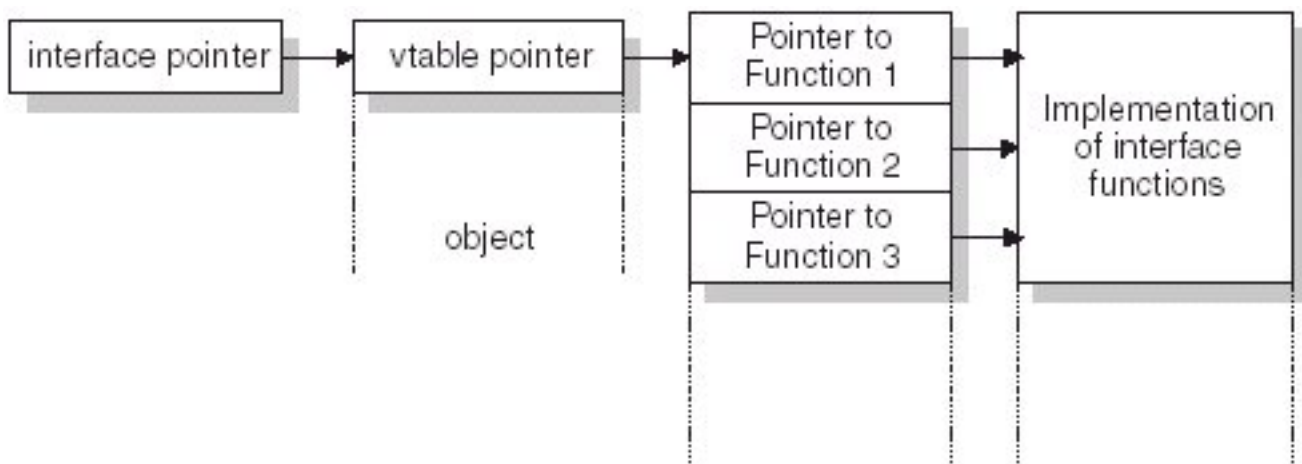 interface pointer
vtable pointer
object
Pointer to
Function 1
Pointer to
Function 2
Pointer to
Function 3
Implementation
of interface
functions